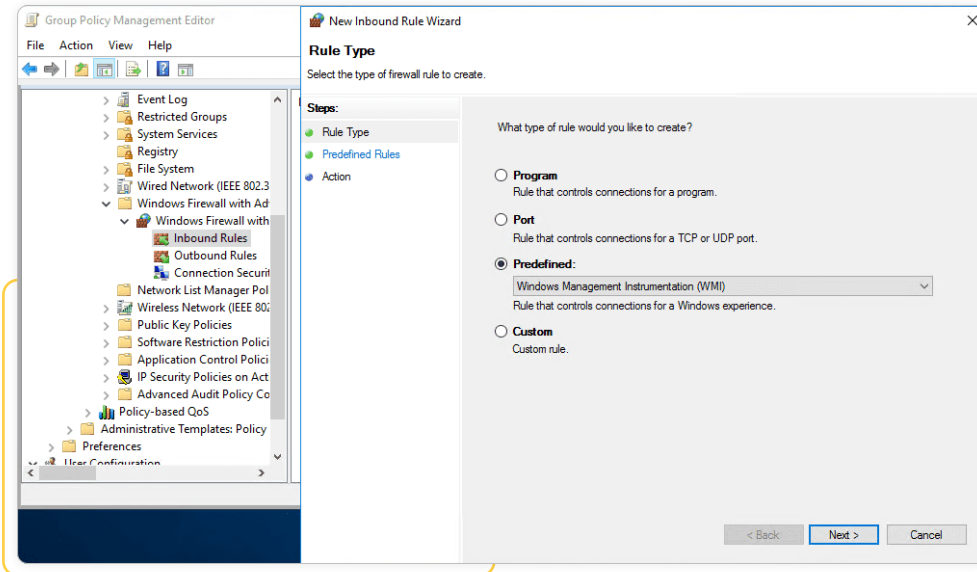 Group Policy Management Editor
File Action View Help
Event Log
Restricted Groups
System Services
Registry
File System
Wired Network (IEEE 802.3
Windows Firewall with Ad
Windows Firewall with
Inbound Rules
Outbound Rules
Connection Securit
Network List Manager Pol
Wireless Network (IEEE 802
Public Key Policies
Software Restriction Polici
Application Control Polici
IP Security Policies on Act
Advanced Audit Policy Co
Policy-based QoS
Administrative Templates: Policy
Preferences
User Configuration
New Inbound Rule Wizard
Rule Type
Select the type of firewall rule to create.
Steps:
Rule Type
Predefined Rules
Action
What type of rule would you like to create?
Program
Rule that controls connections for a program.
Port
Rule that controls connections for a TCP or UDP port.
Predefined:
Windows Management Instrumentation (WMI)
Rule that controls connections for a Windows experience.
Custom
Custom rule.
< Back Next > Cancel